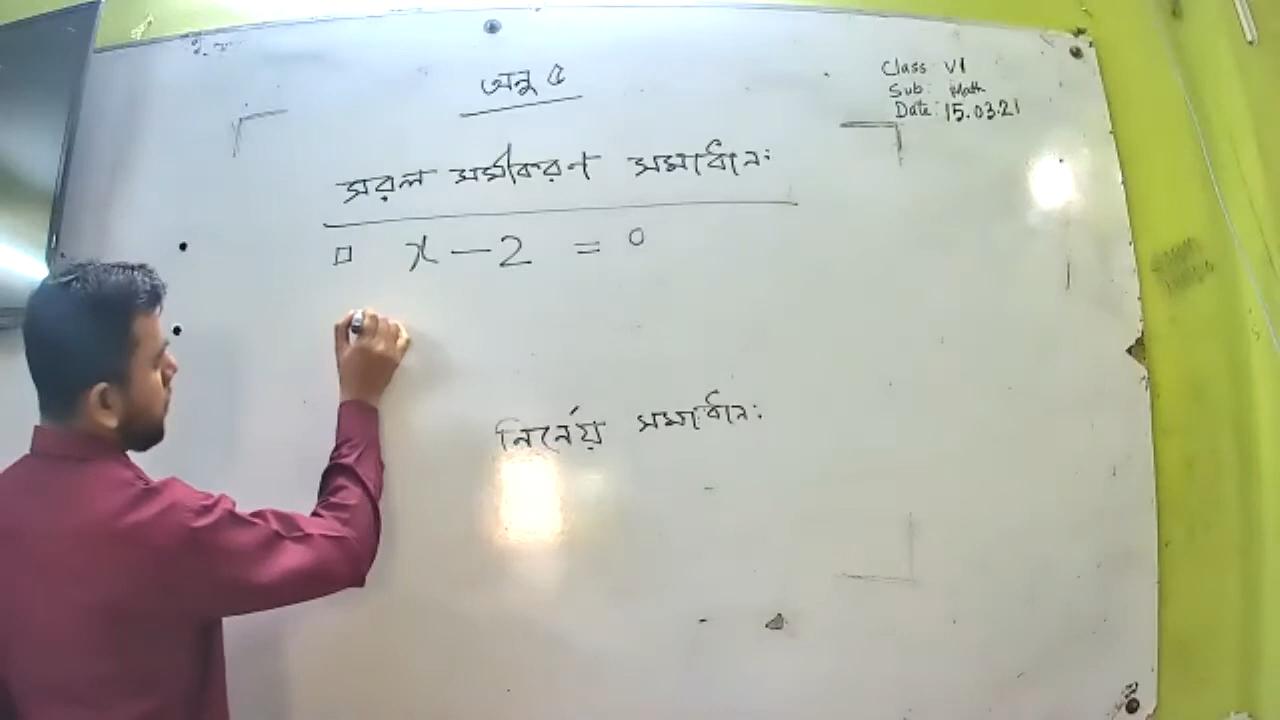 অনু ৫
Class VI
Sub: Math
Date: 15.03.21
সরল সমীকরণ সমাধান:
□ x - 2 = 0
নির্নেয় সমাধান: